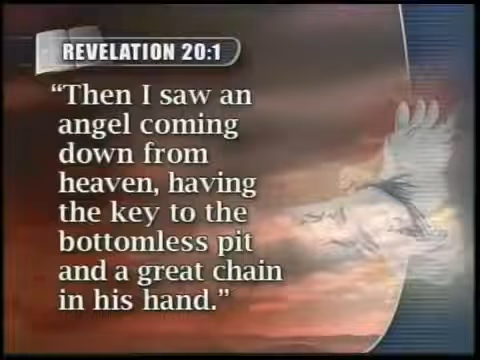 REVELATION 20:1
“Then I saw an
angel coming
down from
heaven, having
the key to the
bottomless pit
and a great chain
in his hand.”